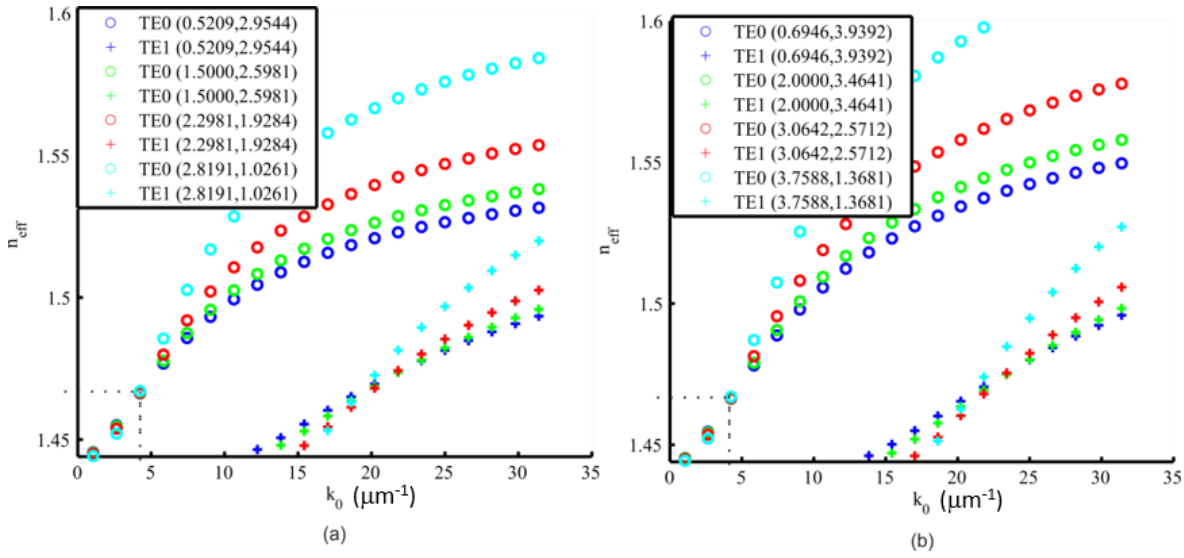 1.6
1.55
1.5
1.45
n_eff
TE0 (0.5209,2.9544)
TE1 (0.5209,2.9544)
TE0 (1.5000,2.5981)
TE1 (1.5000,2.5981)
TE0 (2.2981,1.9284)
TE1 (2.2981,1.9284)
TE0 (2.8191,1.0261)
TE1 (2.8191,1.0261)
0 5 10 15 20 25 30 35
k_0 (μm⁻¹)
(a)
1.6
1.55
1.5
1.45
n_eff
TE0 (0.6946,3.9392)
TE1 (0.6946,3.9392)
TE0 (2.0000,3.4641)
TE1 (2.0000,3.4641)
TE0 (3.0642,2.5712)
TE1 (3.0642,2.5712)
TE0 (3.7588,1.3681)
TE1 (3.7588,1.3681)
0 5 10 15 20 25 30 35
k_0 (μm⁻¹)
(b)